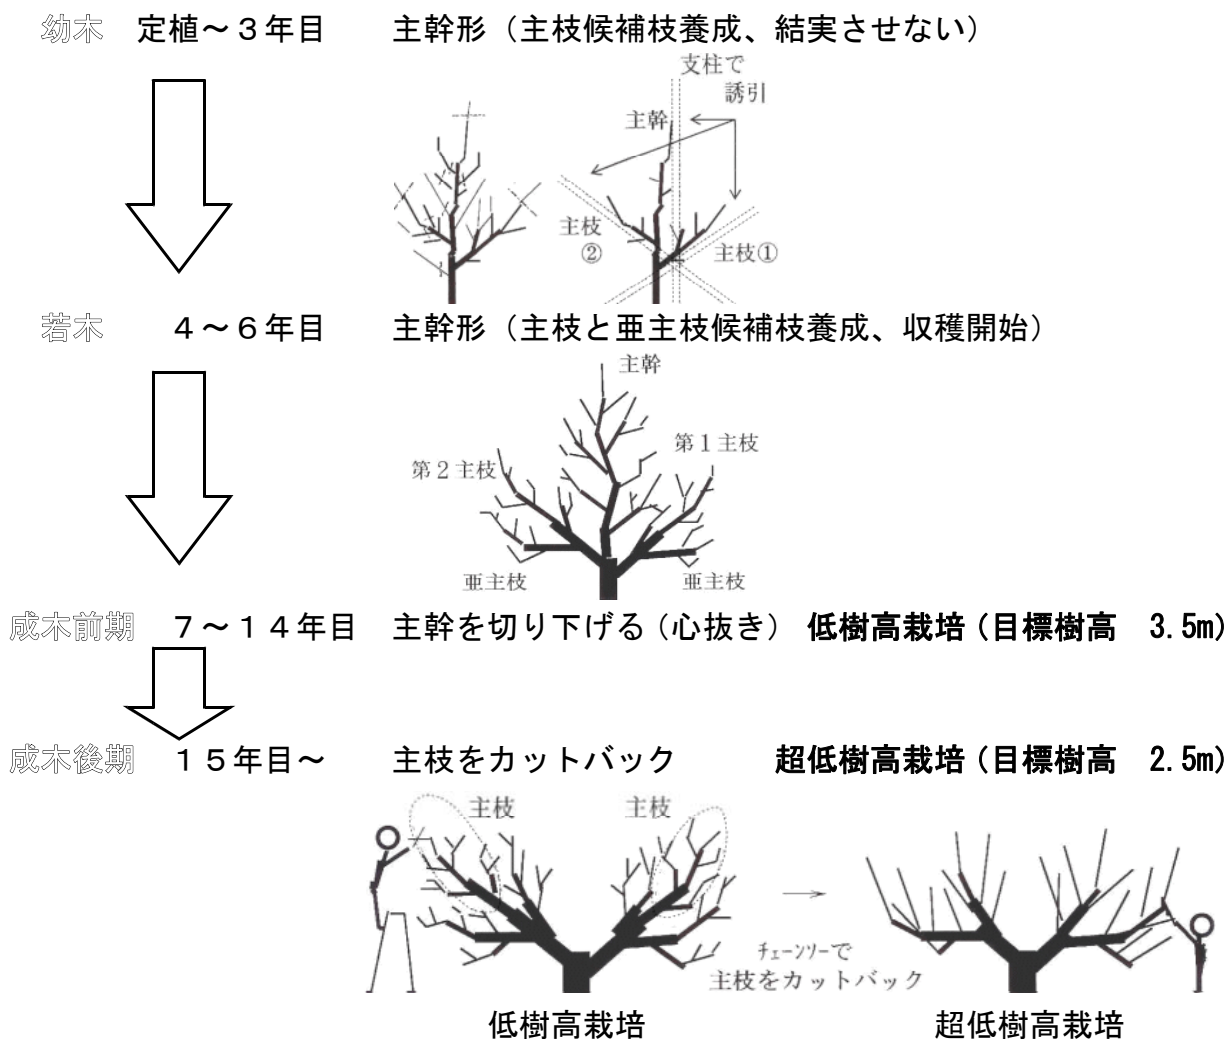 幼木　定植～３年目　　主幹形（主枝候補枝養成、結実させない）
支柱で
誘引
主幹
主枝
②
主枝①
若木　　４～６年目　　主幹形（主枝と亜主枝候補枝養成、収穫開始）
主幹
第１主枝
第２主枝
亜主枝　亜主枝
成木前期　７～１４年目　主幹を切り下げる（心抜き）　低樹高栽培（目標樹高　3.5m）
成木後期　１５年目～　　主枝をカットバック　　超低樹高栽培（目標樹高　2.5m）
主枝　主枝
ﾁｪｰﾝｿｰで
主枝をカットバック
低樹高栽培　超低樹高栽培